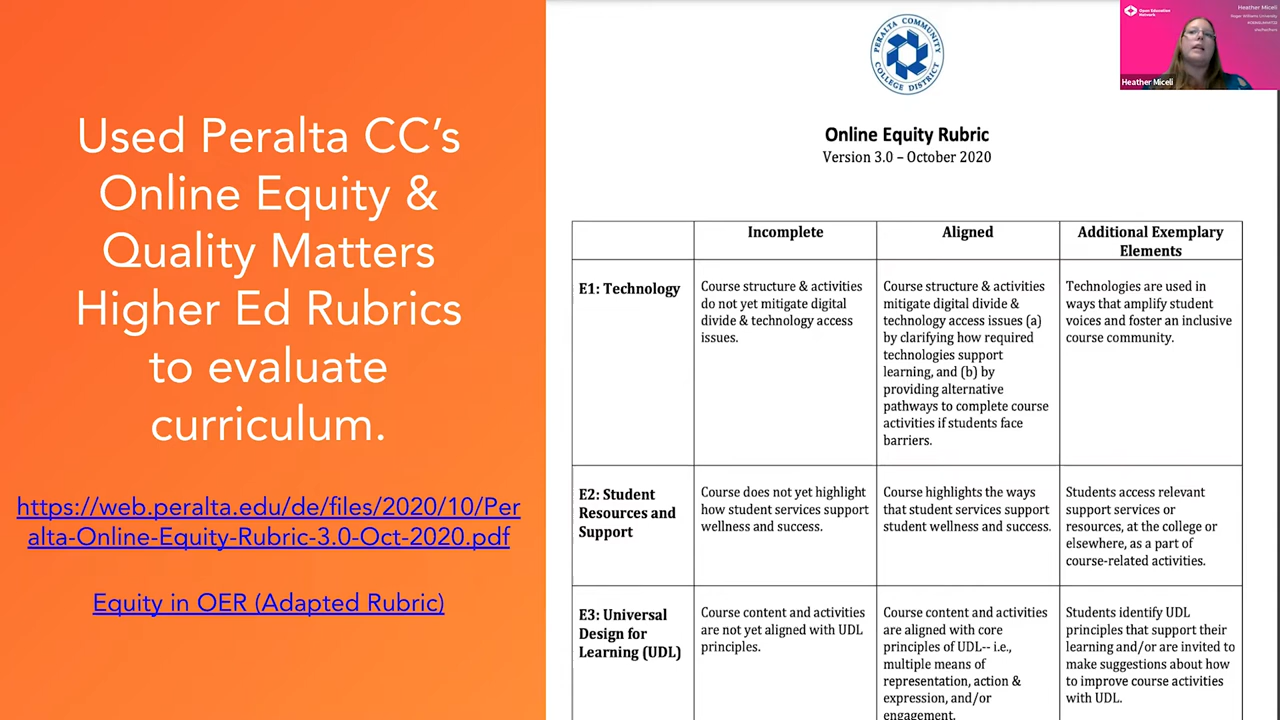 Used Peralta CC's
Online Equity &
Quality Matters
Higher Ed Rubrics
to evaluate
curriculum.
https://web.peralta.edu/de/files/2020/10/Per
alta-Online-Equity-Rubric-3.0-Oct-2020.pdf
Equity in OER (Adapted Rubric)
PERALTA COMMUNITY
COLLEGE DISTRICT
Online Equity Rubric
Version 3.0 – October 2020
Incomplete
Aligned
Additional Exemplary
Elements
E1: Technology
Course structure & activities
do not yet mitigate digital
divide & technology access
issues.
Course structure & activities
mitigate digital divide &
technology access issues (a)
by clarifying how required
technologies support
learning, and (b) by
providing alternative
pathways to complete course
activities if students face
barriers.
Technologies are used in
ways that amplify student
voices and foster an inclusive
course community.
E2: Student
Resources and
Support
Course does not yet highlight
how student services support
wellness and success.
Course highlights the ways
that student services support
student wellness and success.
Students access relevant
support services or
resources, at the college or
elsewhere, as a part of
course-related activities.
E3: Universal
Design for
Learning (UDL)
Course content and activities
are not yet aligned with UDL
principles.
Course content and activities
are aligned with core
principles of UDL-- i.e.,
multiple means of
representation, action &
expression, and/or
engagement.
Students identify UDL
principles that support their
learning and/or are invited to
make suggestions about how
to improve course activities
with UDL.
Open Education
Network
Heather Miceli
Roger Williams University
she/her/hers
Heather Miceli